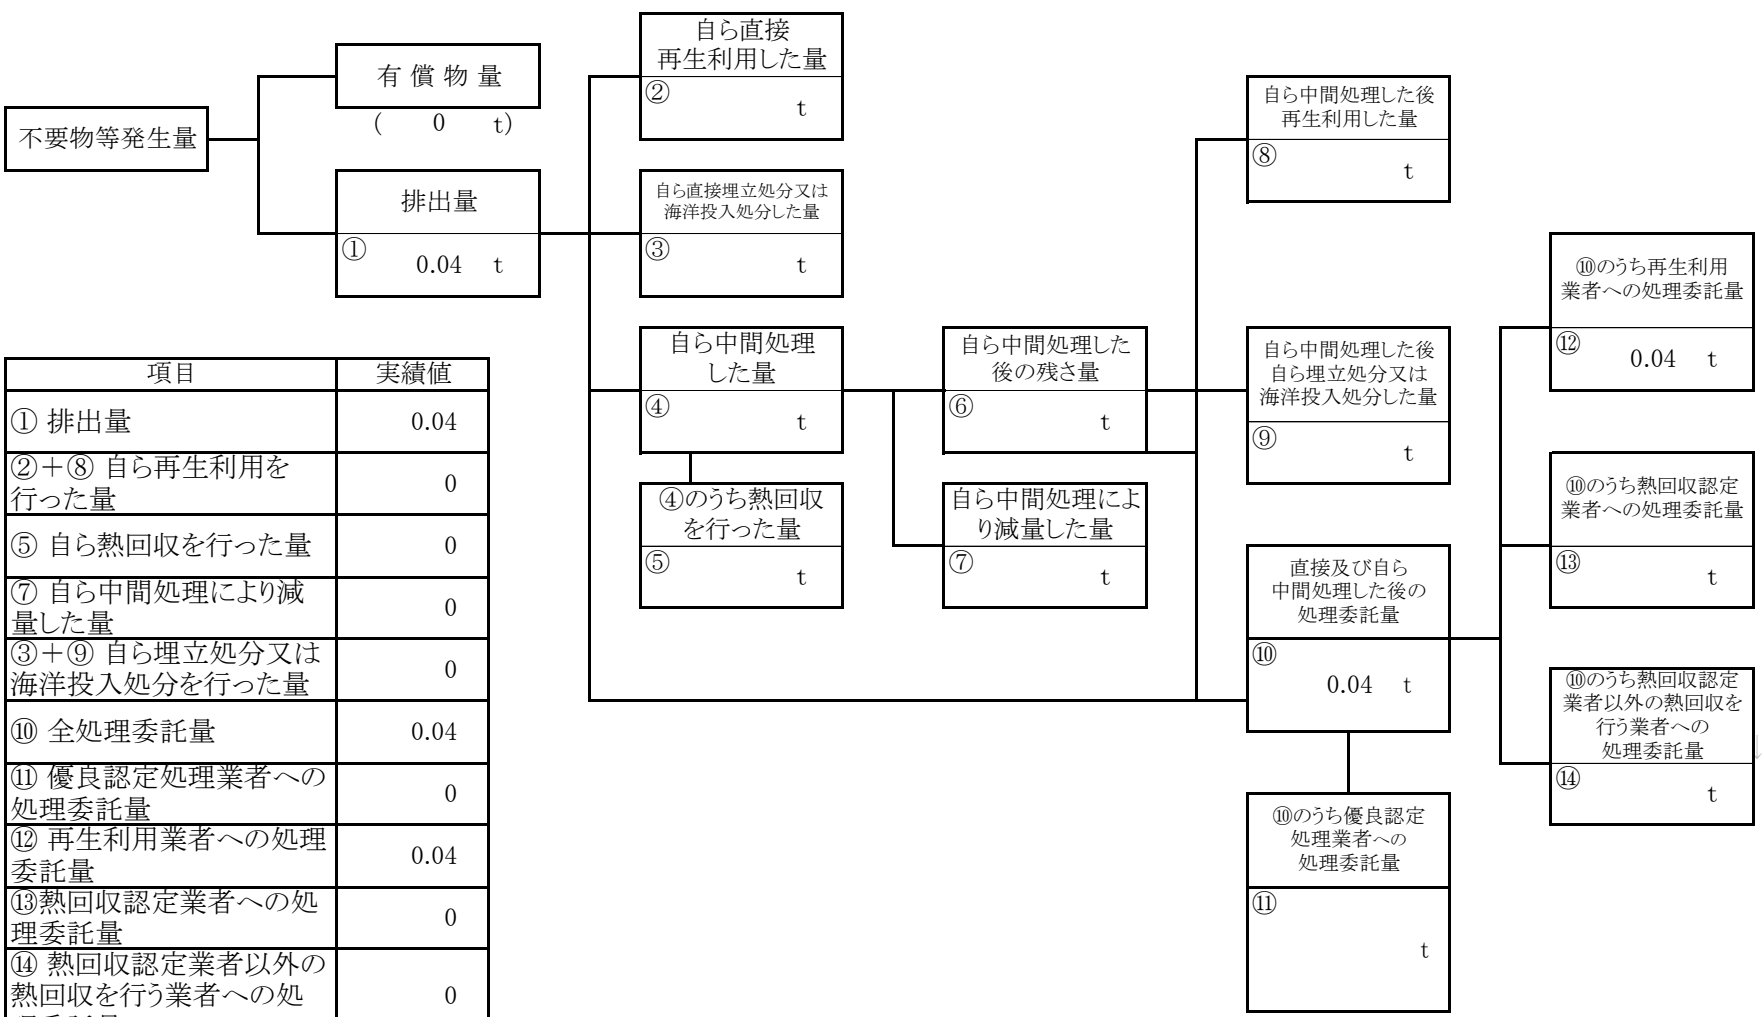 不要物等発生量
有償物量
( 0 t)
排出量
①
0.04 t
自ら直接
再生利用した量
②
t
自ら直接埋立処分又は
海洋投入処分した量
③
t
自ら中間処理
した量
④
t
④のうち熱回収
を行った量
⑤
t
自ら中間処理した
後の残さ量
⑥
t
自ら中間処理によ
り減量した量
⑦
t
自ら中間処理した後
再生利用した量
⑧
t
自ら中間処理した後
自ら埋立処分又は
海洋投入処分した量
⑨
t
直接及び自ら
中間処理した後の
処理委託量
⑩
0.04 t
⑩のうち優良認定
処理業者への
処理委託量
⑪
t
⑩のうち再生利用
業者への処理委託量
⑫
0.04 t
⑩のうち熱回収認定
業者への処理委託量
⑬
t
⑩のうち熱回収認定
業者以外の熱回収を
行う業者への
処理委託量
⑭
t
項目 実績値
① 排出量 0.04
②+⑧ 自ら再生利用を
行った量
0
⑤ 自ら熱回収を行った量 0
⑦ 自ら中間処理により減
量した量
0
③+⑨ 自ら埋立処分又は
海洋投入処分を行った量
0
⑩ 全処理委託量 0.04
⑪ 優良認定処理業者への
処理委託量
0
⑫ 再生利用業者への処理
委託量
0.04
⑬熱回収認定業者への処
理委託量
0
⑭ 熱回収認定業者以外の
熱回収を行う業者への処
0